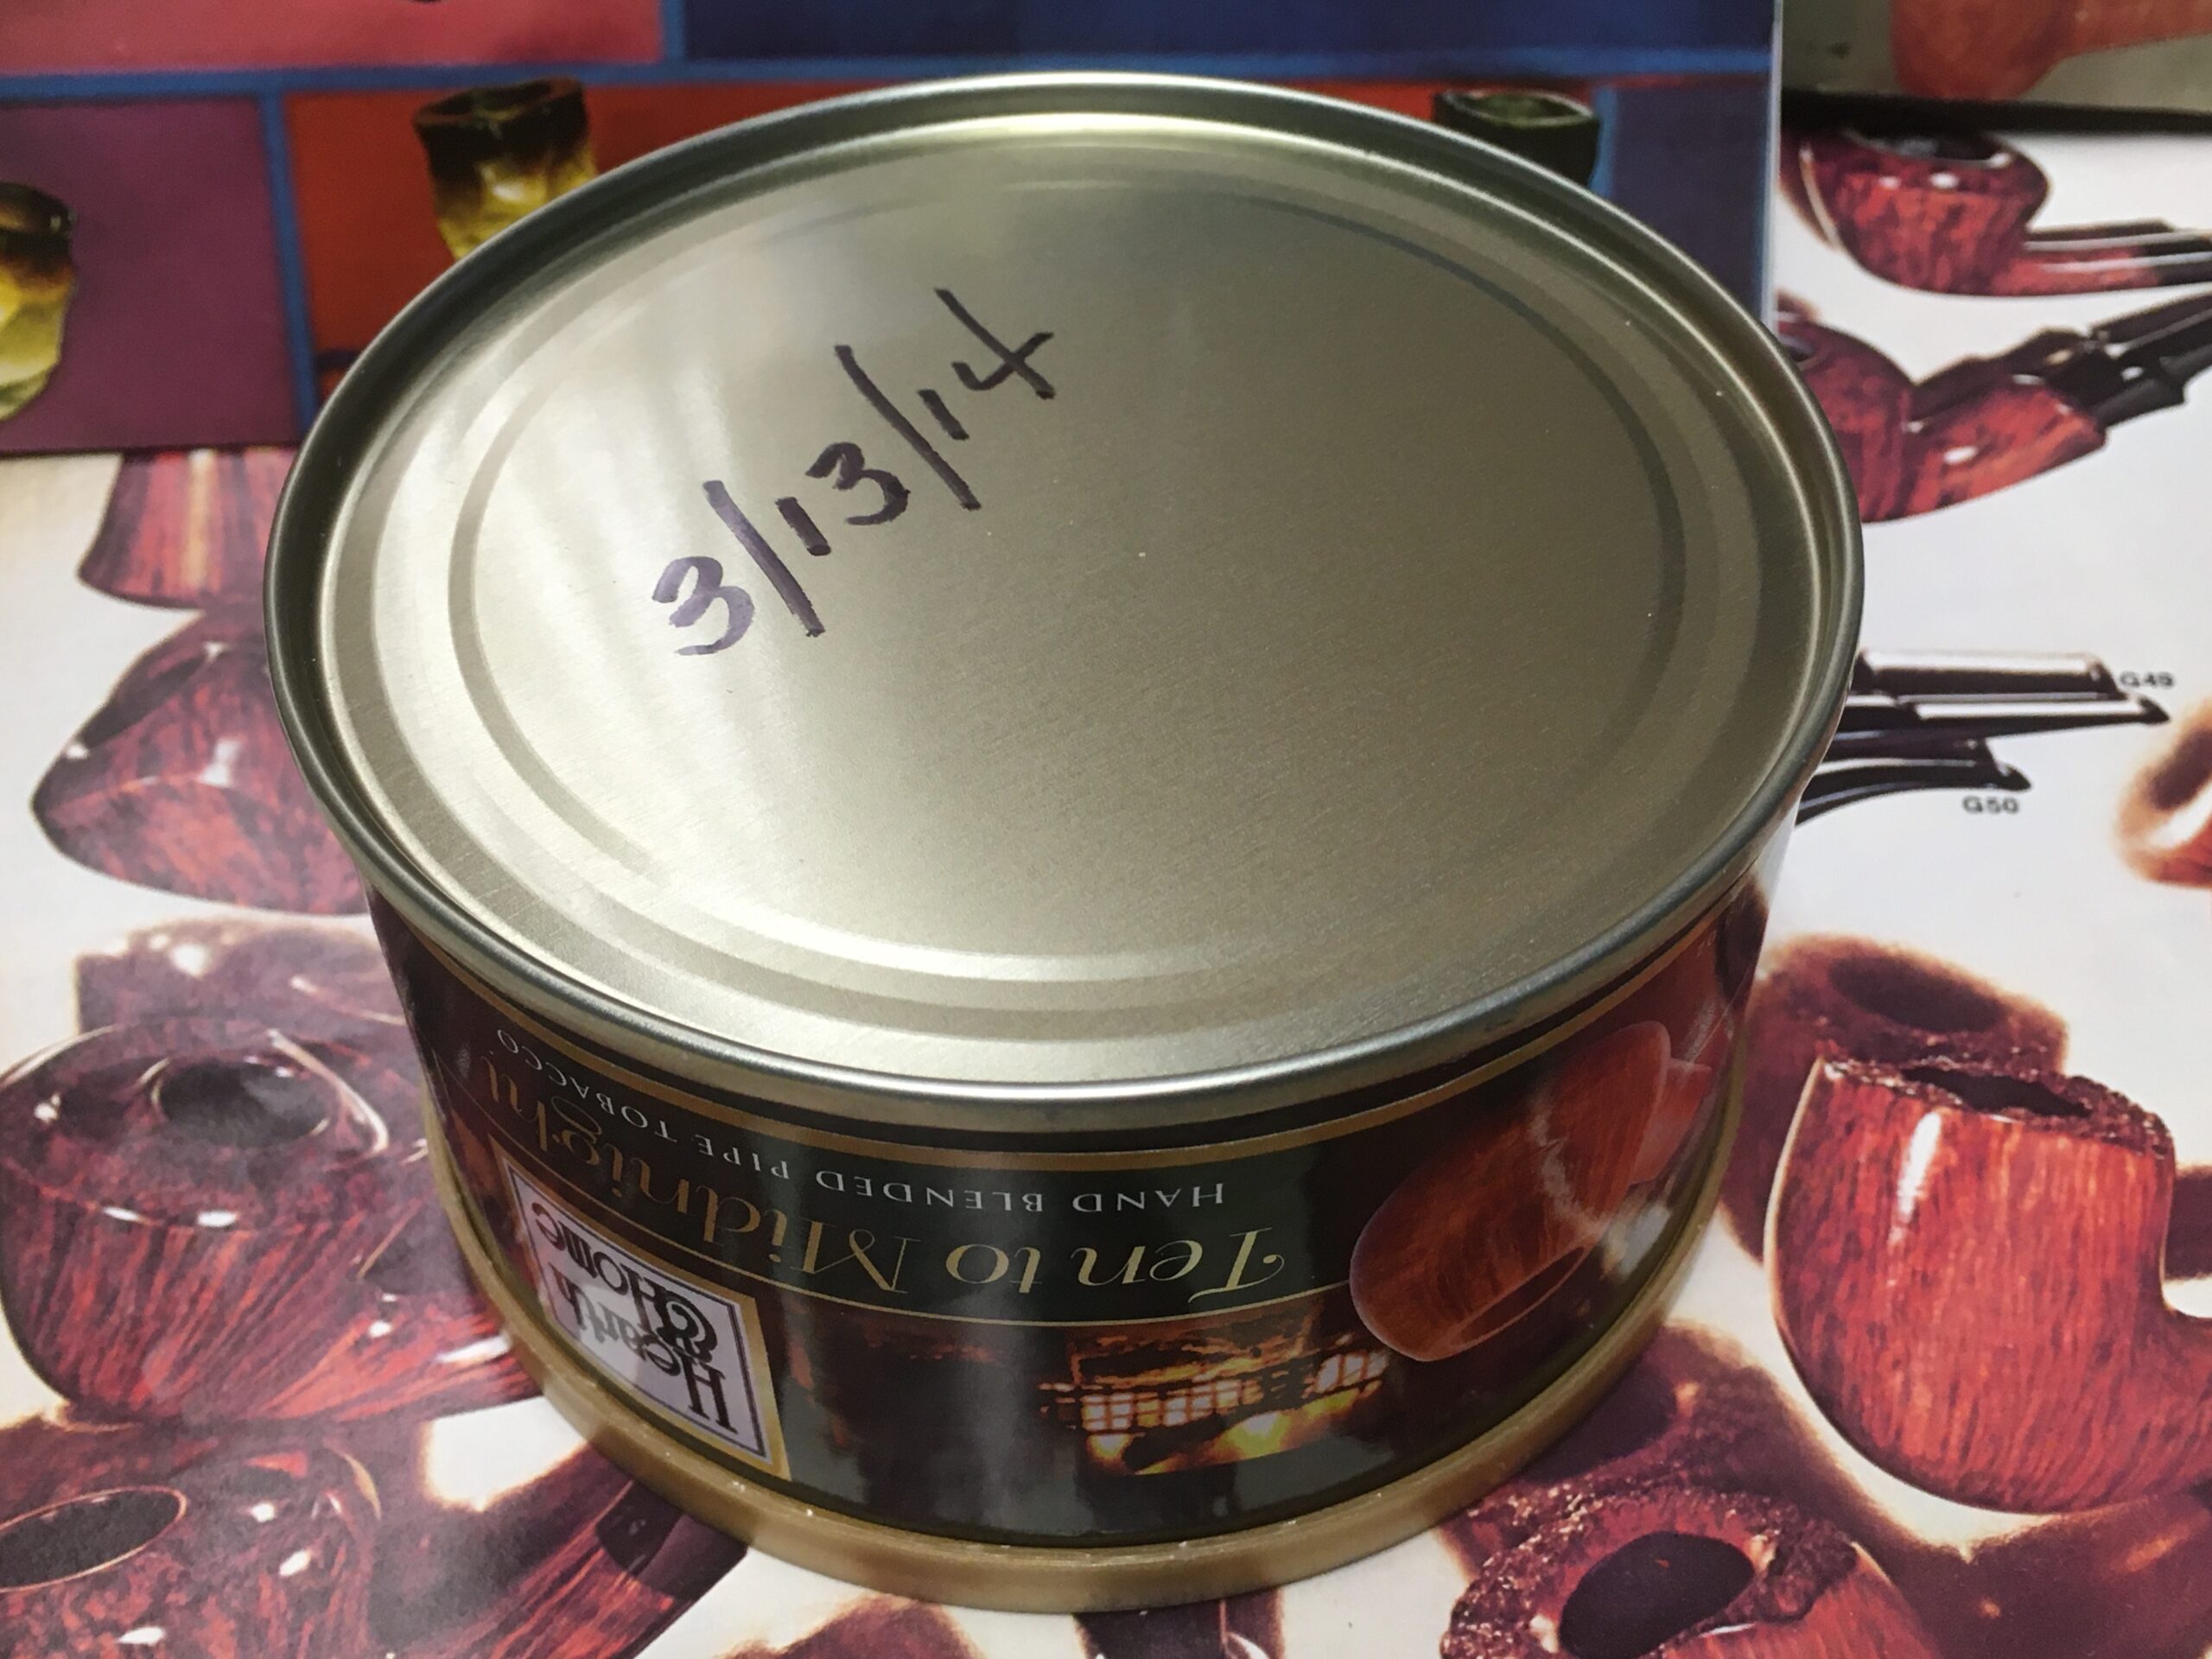 3/13/14
G49
G50
Hearth
& Home
Ten to Midnight
HAND BLENDED PIPE TOBACCO